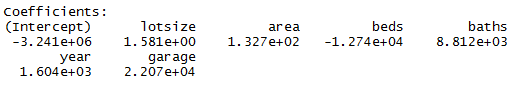 Coefficients:
(Intercept) lotsize area beds baths
-3.241e+06 1.581e+00 1.327e+02 -1.274e+04 8.812e+03
year garage
1.604e+03 2.207e+04